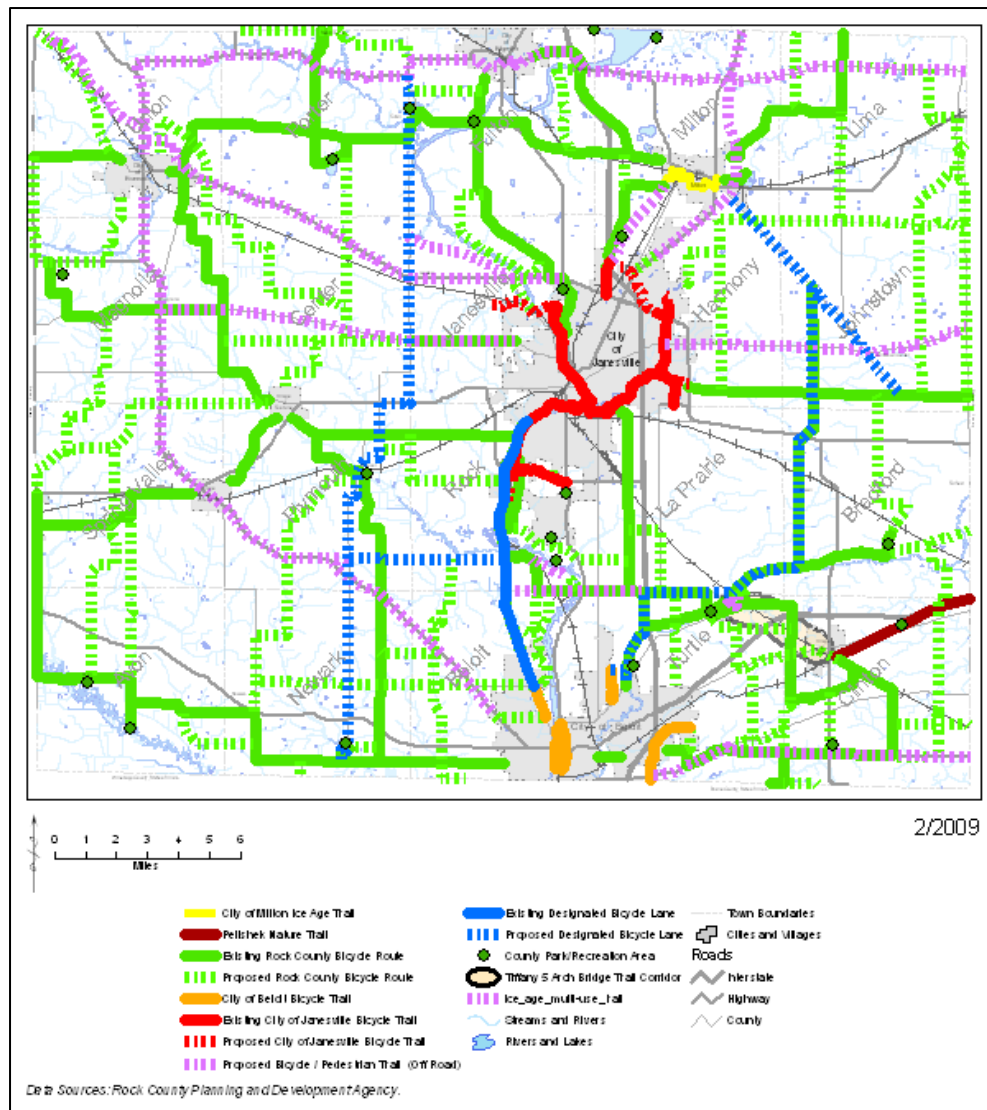 Union
Porter
Fulton
Milton
Lima
Magnolia
Center
Janesville
Harmony
Johnstown
City
of
Janesville
Spring Valley
Plymouth
Rock
La Prairie
Bradford
Avon
Newark
Beloit
Turtle
Clinton
City of Beloit
2/2009
0 1 2 3 4 5 6
Miles
City of Milton Ice Age Trail
Pelishek Nature Trail
Existing Rock County Bicycle Route
Proposed Rock County Bicycle Route
City of Beloit Bicycle Trail
Existing City of Janesville Bicycle Trail
Proposed City of Janesville Bicycle Trail
Proposed Bicycle / Pedestrian Trail (Off Road)
Existing Designated Bicycle Lane
Proposed Designated Bicycle Lane
County Park/Recreation Area
Tiffany 5 Arch Bridge Trail Corridor
Ice_age_multi-use_trail
Streams and Rivers
Rivers and Lakes
Town Boundaries
Cities and Villages
Roads
Interstate
Highway
County
Data Sources: Rock County Planning and Development Agency.